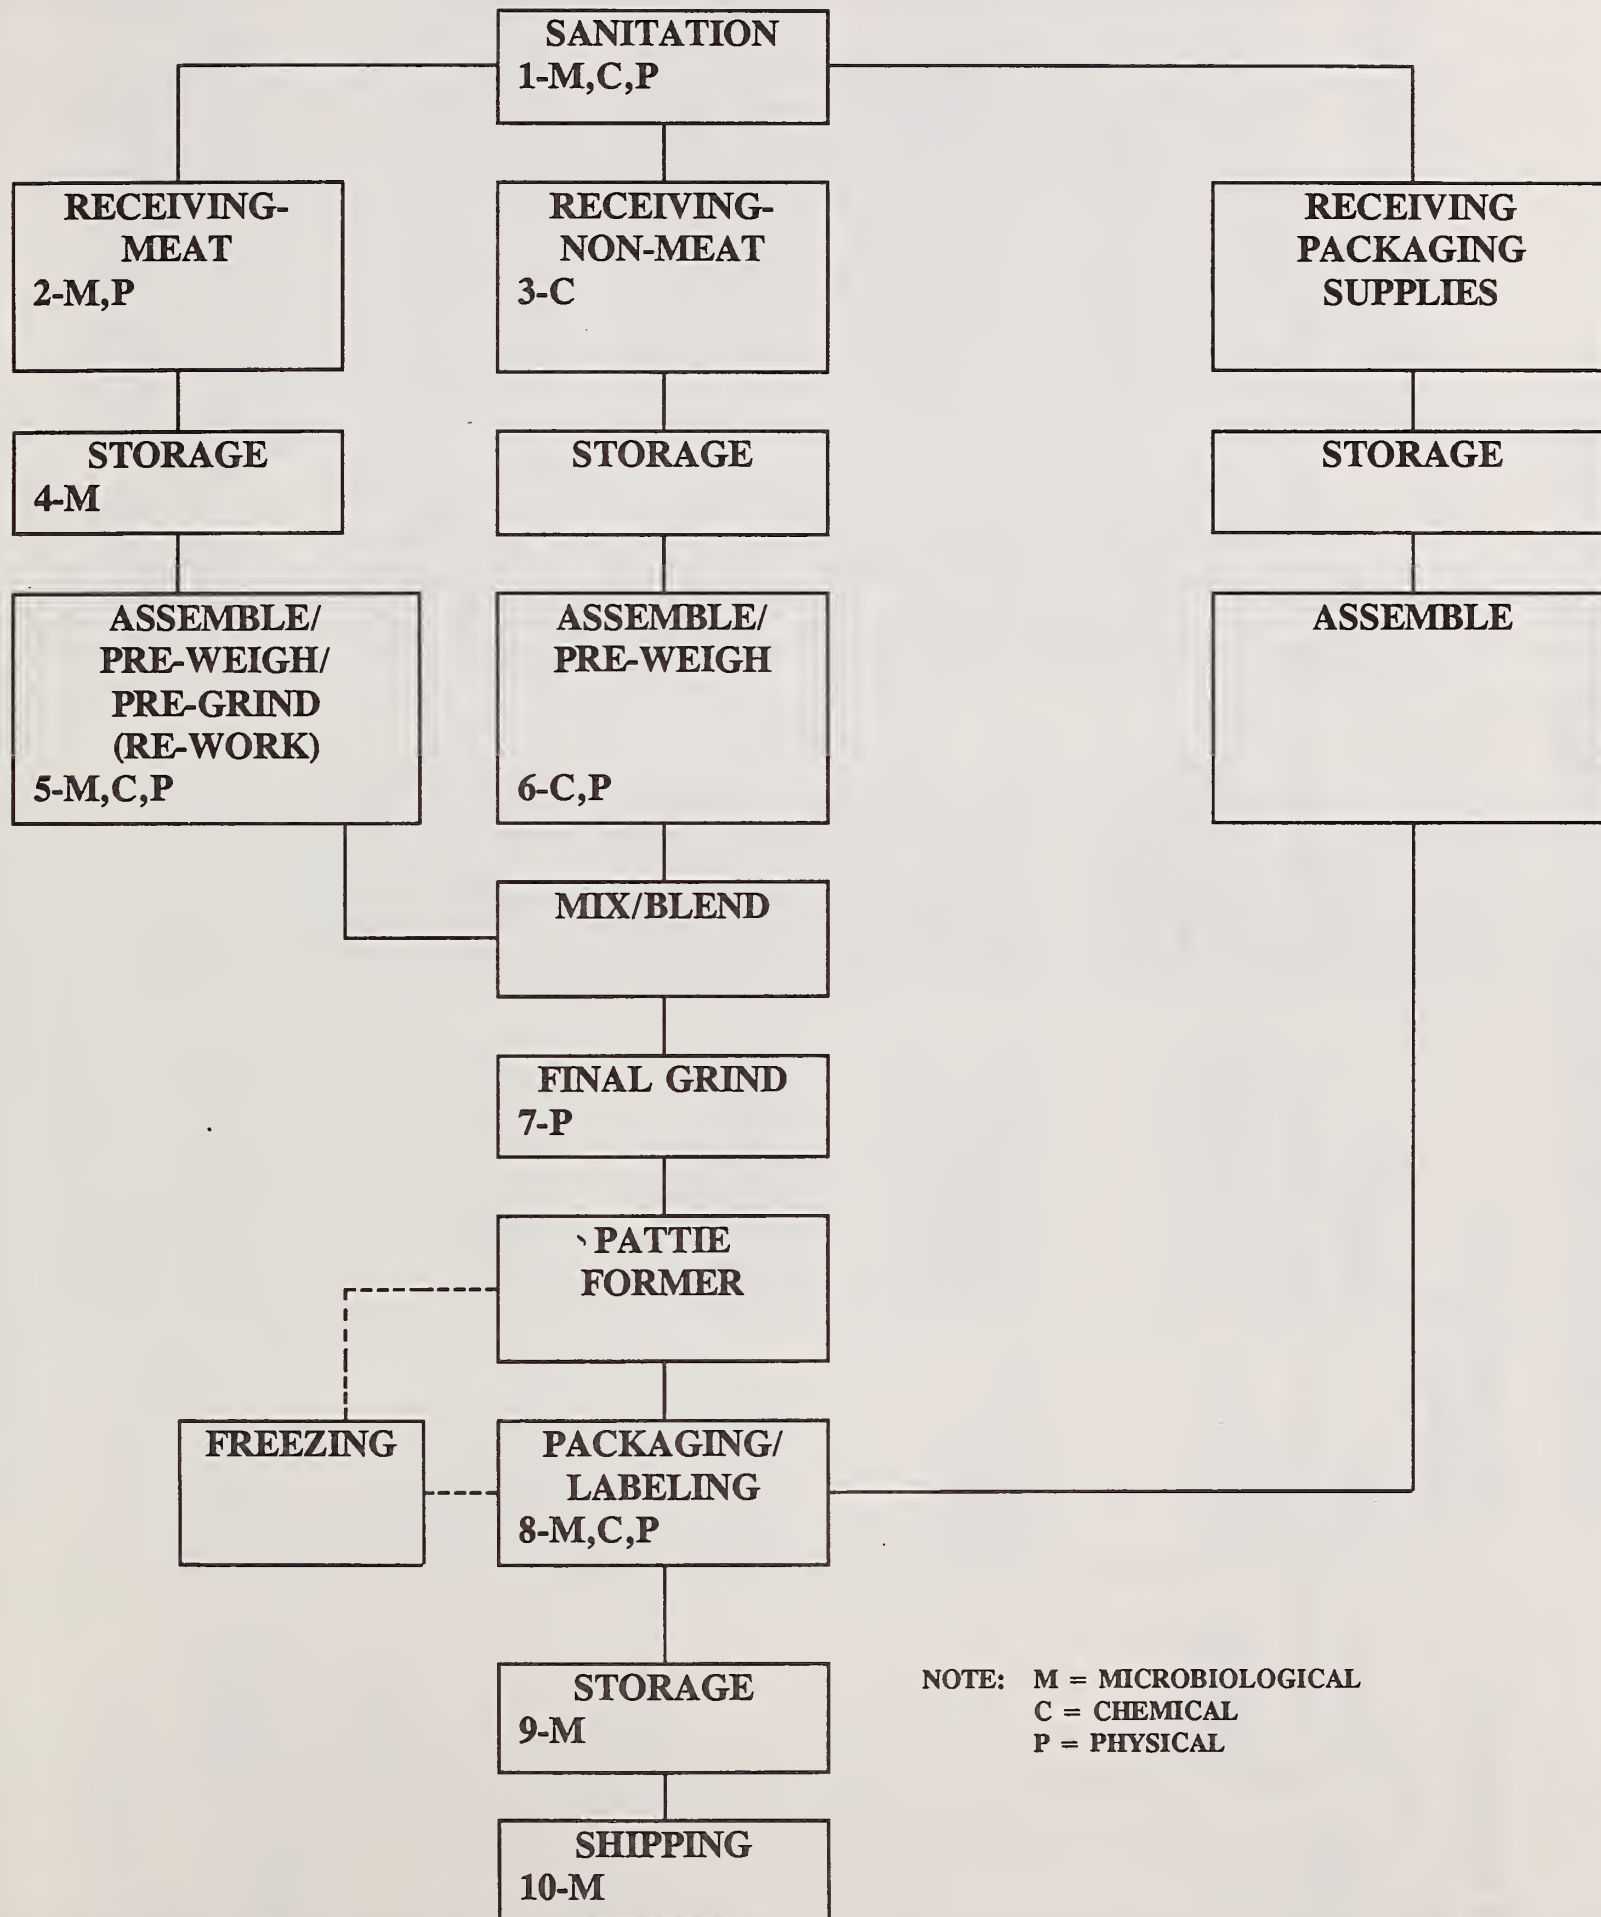 SANITATION
1-M,C,P
RECEIVING-
MEAT
2-M,P
RECEIVING-
NON-MEAT
3-C
RECEIVING
PACKAGING
SUPPLIES
STORAGE
4-M
STORAGE
STORAGE
ASSEMBLE/
PRE-WEIGH/
PRE-GRIND
(RE-WORK)
5-M,C,P
ASSEMBLE/
PRE-WEIGH
6-C,P
ASSEMBLE
MIX/BLEND
FINAL GRIND
7-P
PATTIE
FORMER
FREEZING
PACKAGING/
LABELING
8-M,C,P
STORAGE
9-M
NOTE: M = MICROBIOLOGICAL
C = CHEMICAL
P = PHYSICAL
SHIPPING
10-M